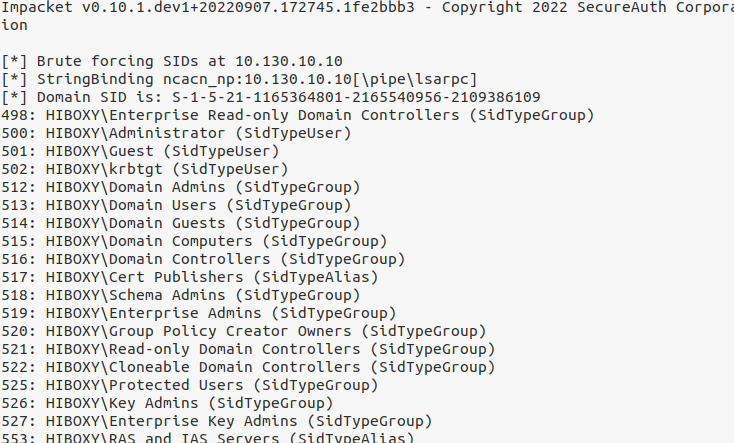 Impacket v0.10.1.dev1+20220907.172745.1fe2bbb3 - Copyright 2022 SecureAuth Corpora
ion
[*] Brute forcing SIDs at 10.130.10.10
[*] StringBinding ncacn_np:10.130.10.10[\pipe\lsarpc]
[*] Domain SID is: S-1-5-21-1165364801-2165540956-2109386109
498: HIBOXY\Enterprise Read-only Domain Controllers (SidTypeGroup)
500: HIBOXY\Administrator (SidTypeUser)
501: HIBOXY\Guest (SidTypeUser)
502: HIBOXY\krbtgt (SidTypeUser)
512: HIBOXY\Domain Admins (SidTypeGroup)
513: HIBOXY\Domain Users (SidTypeGroup)
514: HIBOXY\Domain Guests (SidTypeGroup)
515: HIBOXY\Domain Computers (SidTypeGroup)
516: HIBOXY\Domain Controllers (SidTypeGroup)
517: HIBOXY\Cert Publishers (SidTypeAlias)
518: HIBOXY\Schema Admins (SidTypeGroup)
519: HIBOXY\Enterprise Admins (SidTypeGroup)
520: HIBOXY\Group Policy Creator Owners (SidTypeGroup)
521: HIBOXY\Read-only Domain Controllers (SidTypeGroup)
522: HIBOXY\Cloneable Domain Controllers (SidTypeGroup)
525: HIBOXY\Protected Users (SidTypeGroup)
526: HIBOXY\Key Admins (SidTypeGroup)
527: HIBOXY\Enterprise Key Admins (SidTypeGroup)
553: HIBOXY\RAS and IAS Servers (SidTypeAlias)